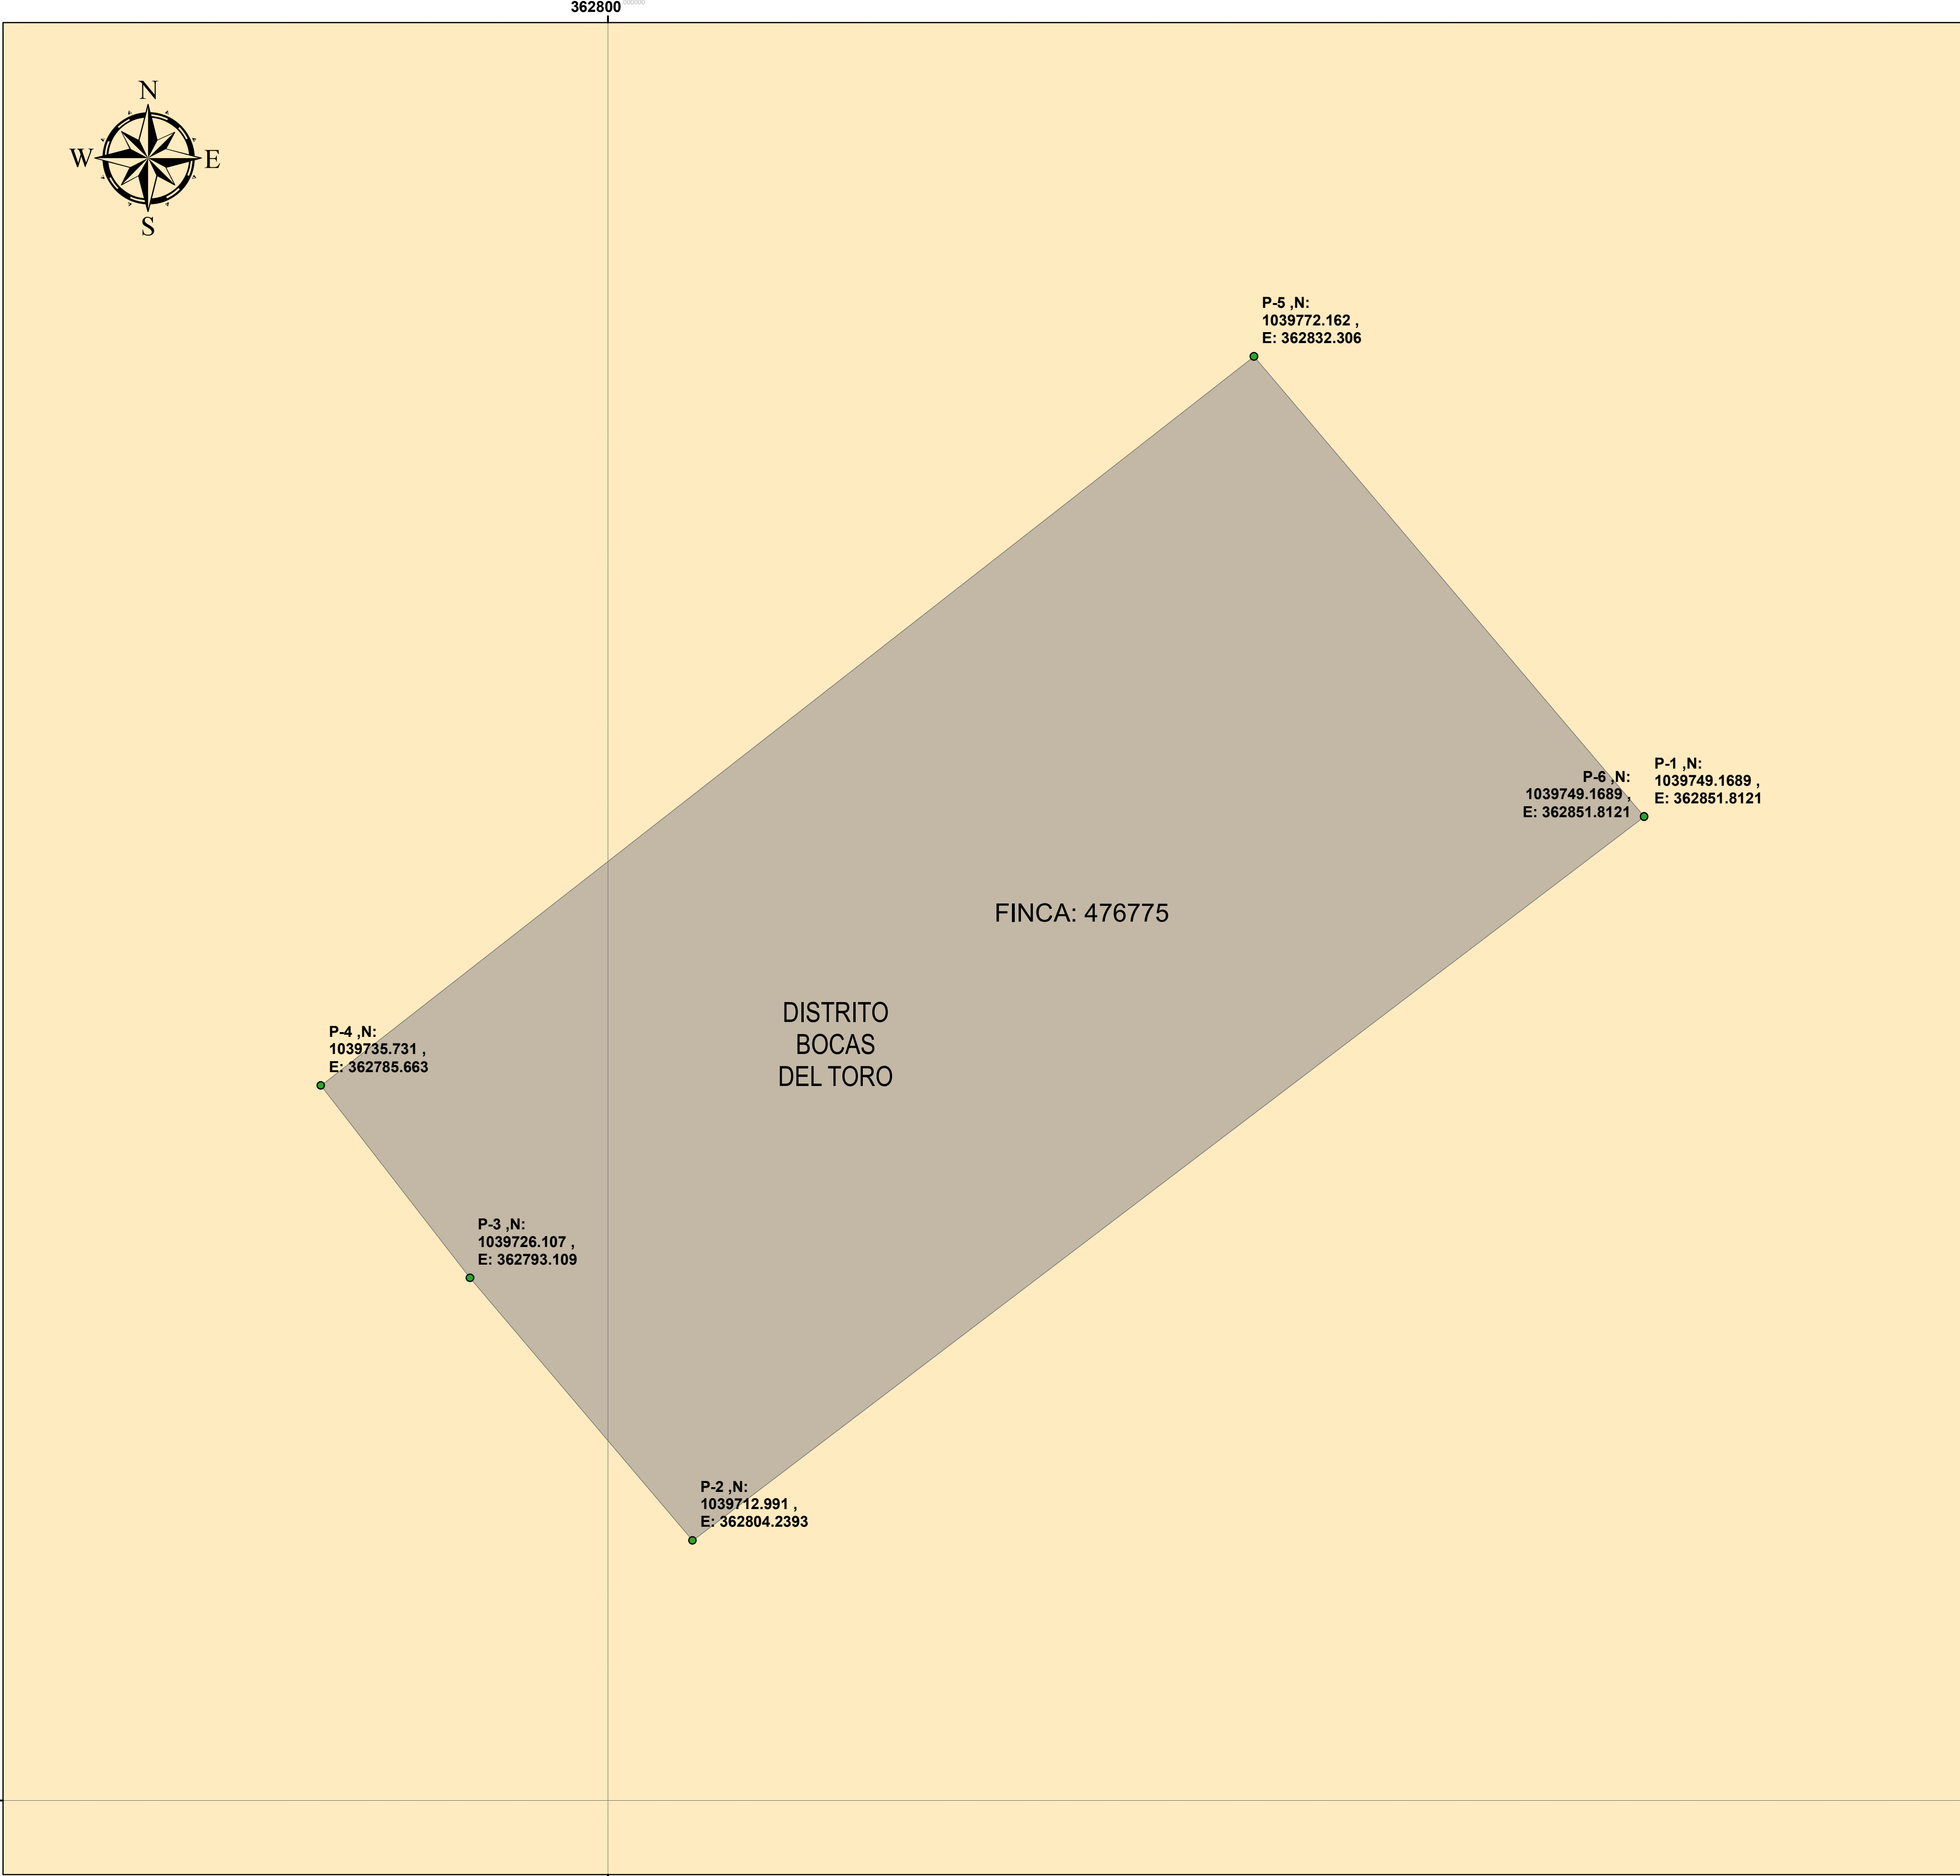 362800
000000
N
W
E
S
P-5 ,N:
1039772.162 ,
E: 362832.306
P-1 ,N:
1039749.1689 ,
E: 362851.8121
P-6 ,N:
1039749.1689 ,
E: 362851.8121
FINCA: 476775
DISTRITO
BOCAS
DEL TORO
P-4 ,N:
1039735.731 ,
E: 362785.663
P-3 ,N:
1039726.107 ,
E: 362793.109
P-2 ,N:
1039712.991 ,
E: 362804.2393